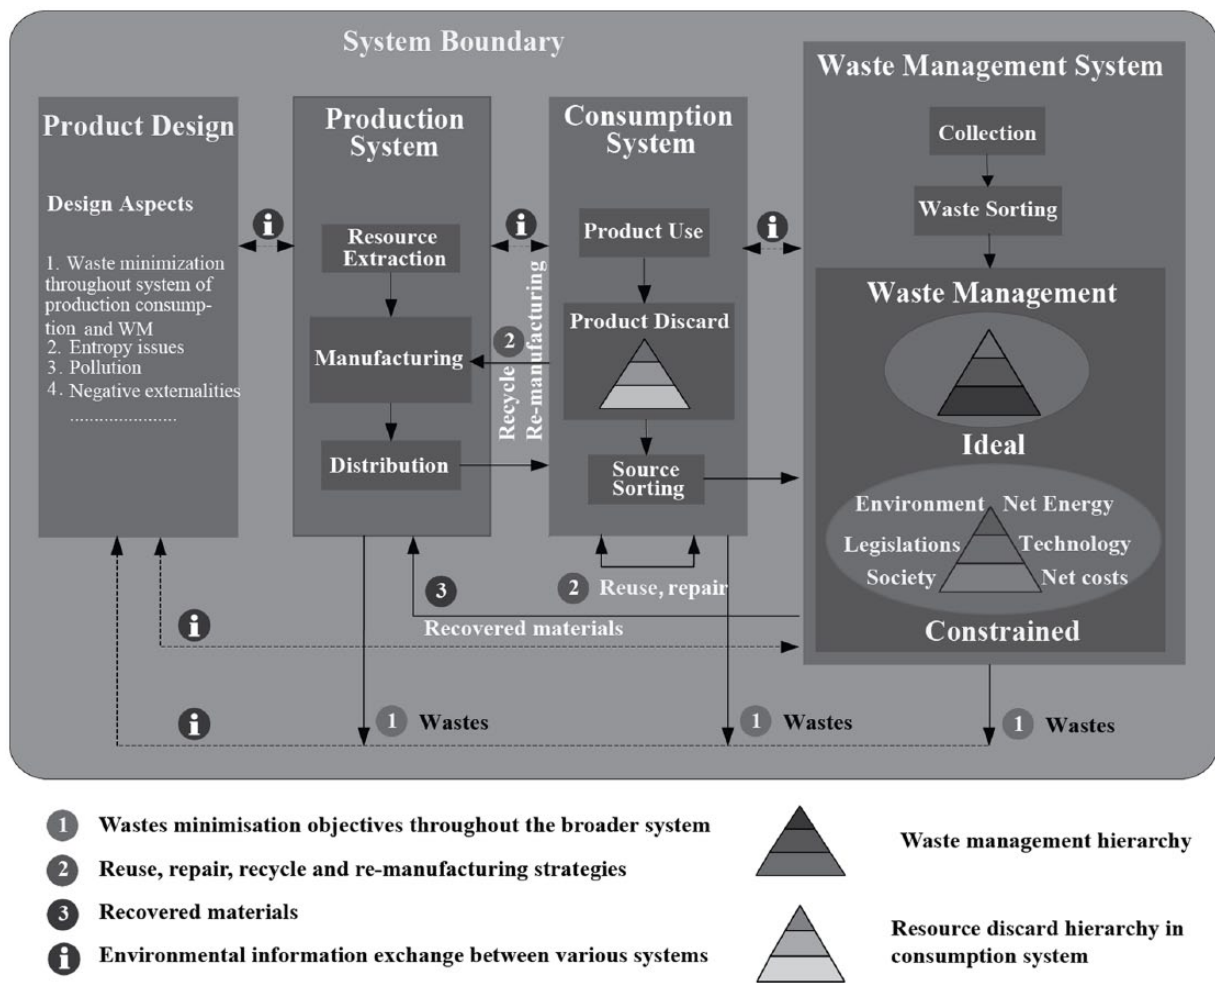 System Boundary
Waste Management System
Product Design
Production
System
Consumption
System
Collection
Design Aspects
Waste Sorting
i
i
i
Resource
Extraction
Product Use
1. Waste minimization
throughout system of
production consump-
tion and WM
2. Entropy issues
3. Pollution
4. Negative externalities
.......................
Waste Management
Manufacturing
2
Recycle
Re-manufacturing
Product Discard
Ideal
Distribution
Source
Sorting
Environment
Net Energy
Legislations
Technology
Society
Net costs
2 Reuse, repair
3
Recovered materials
Constrained
i
i
1 Wastes
1 Wastes
1 Wastes
1 Wastes minimisation objectives throughout the broader system
2 Reuse, repair, recycle and re-manufacturing strategies
3 Recovered materials
i Environmental information exchange between various systems
Waste management hierarchy
Resource discard hierarchy in
consumption system